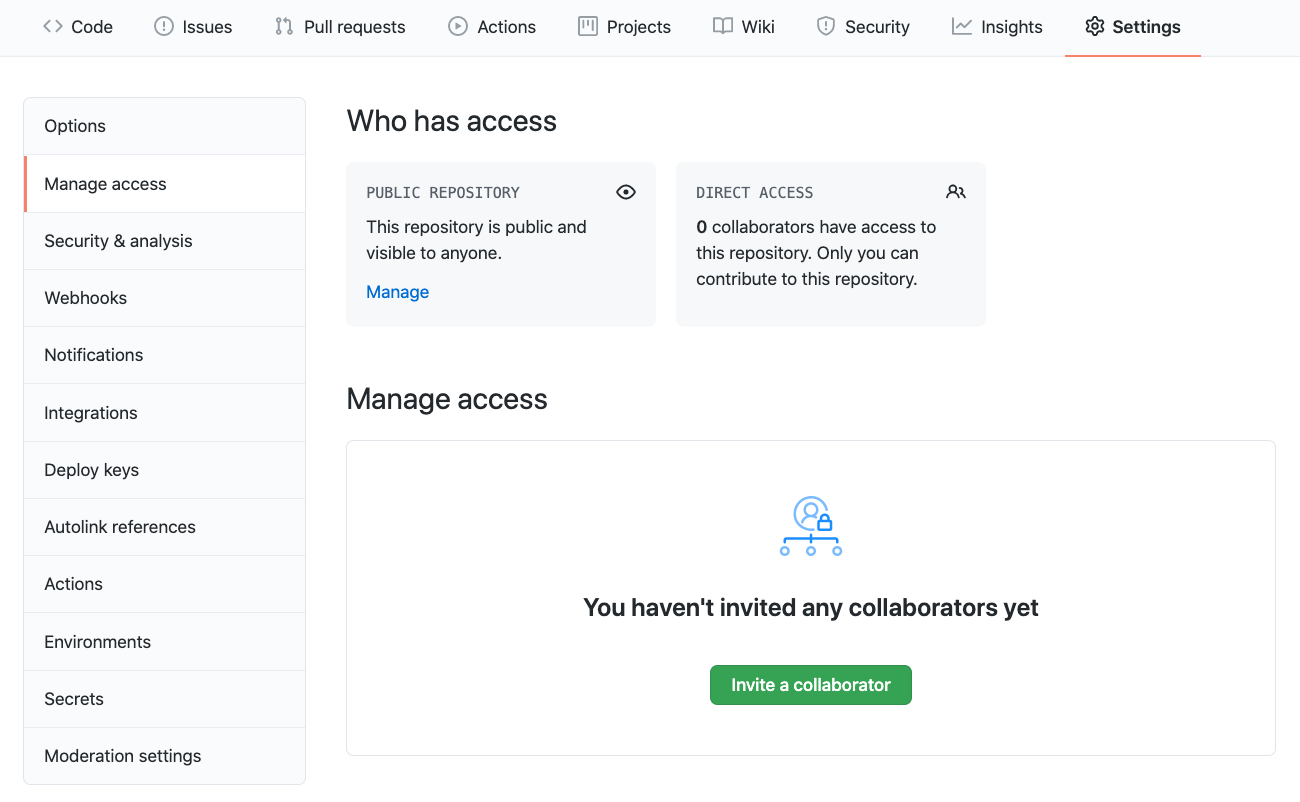 Code Issues Pull requests Actions Projects Wiki Security Insights Settings
Options
Manage access
Security & analysis
Webhooks
Notifications
Integrations
Deploy keys
Autolink references
Actions
Environments
Secrets
Moderation settings
Who has access
PUBLIC REPOSITORY
This repository is public and
visible to anyone.
Manage
DIRECT ACCESS
0 collaborators have access to
this repository. Only you can
contribute to this repository.
Manage access
You haven't invited any collaborators yet
Invite a collaborator